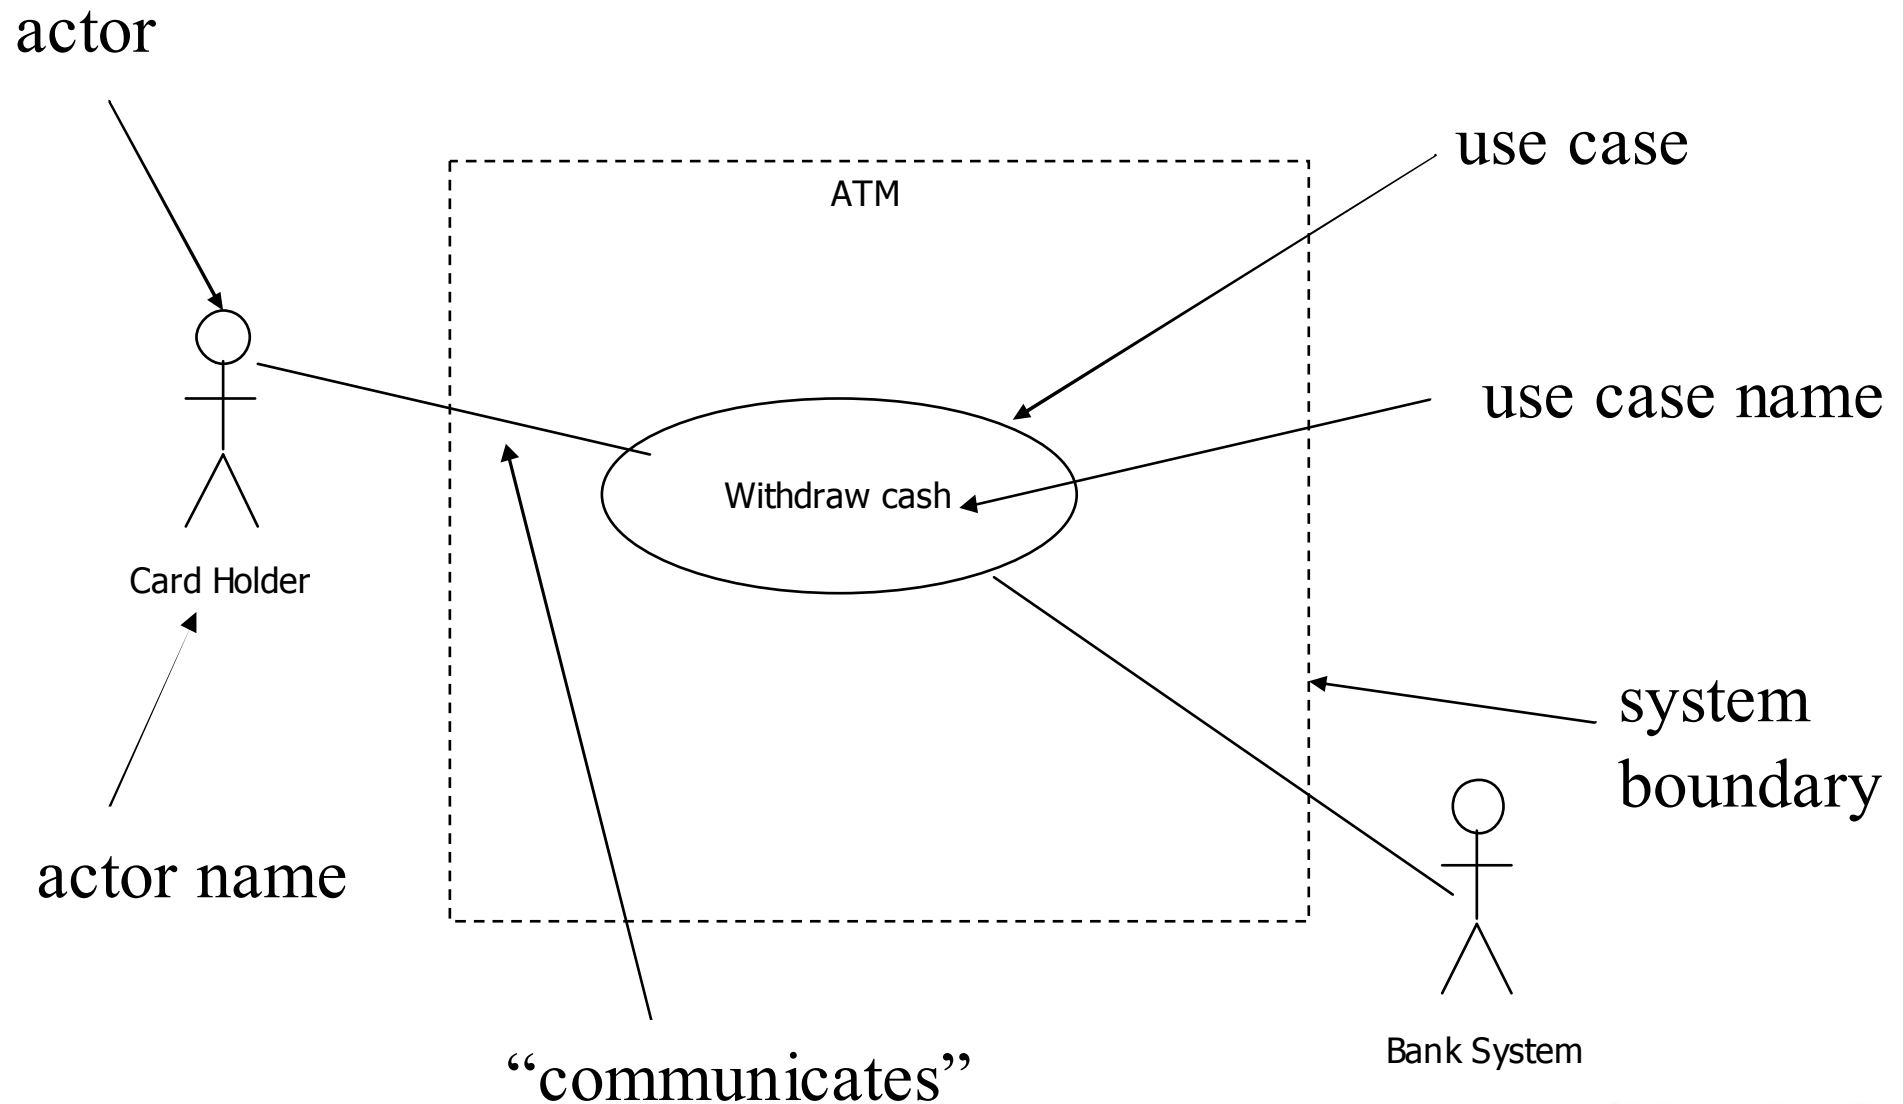 actor
use case
ATM
use case name
Withdraw cash
Card Holder
system
boundary
actor name
Bank System
“communicates”